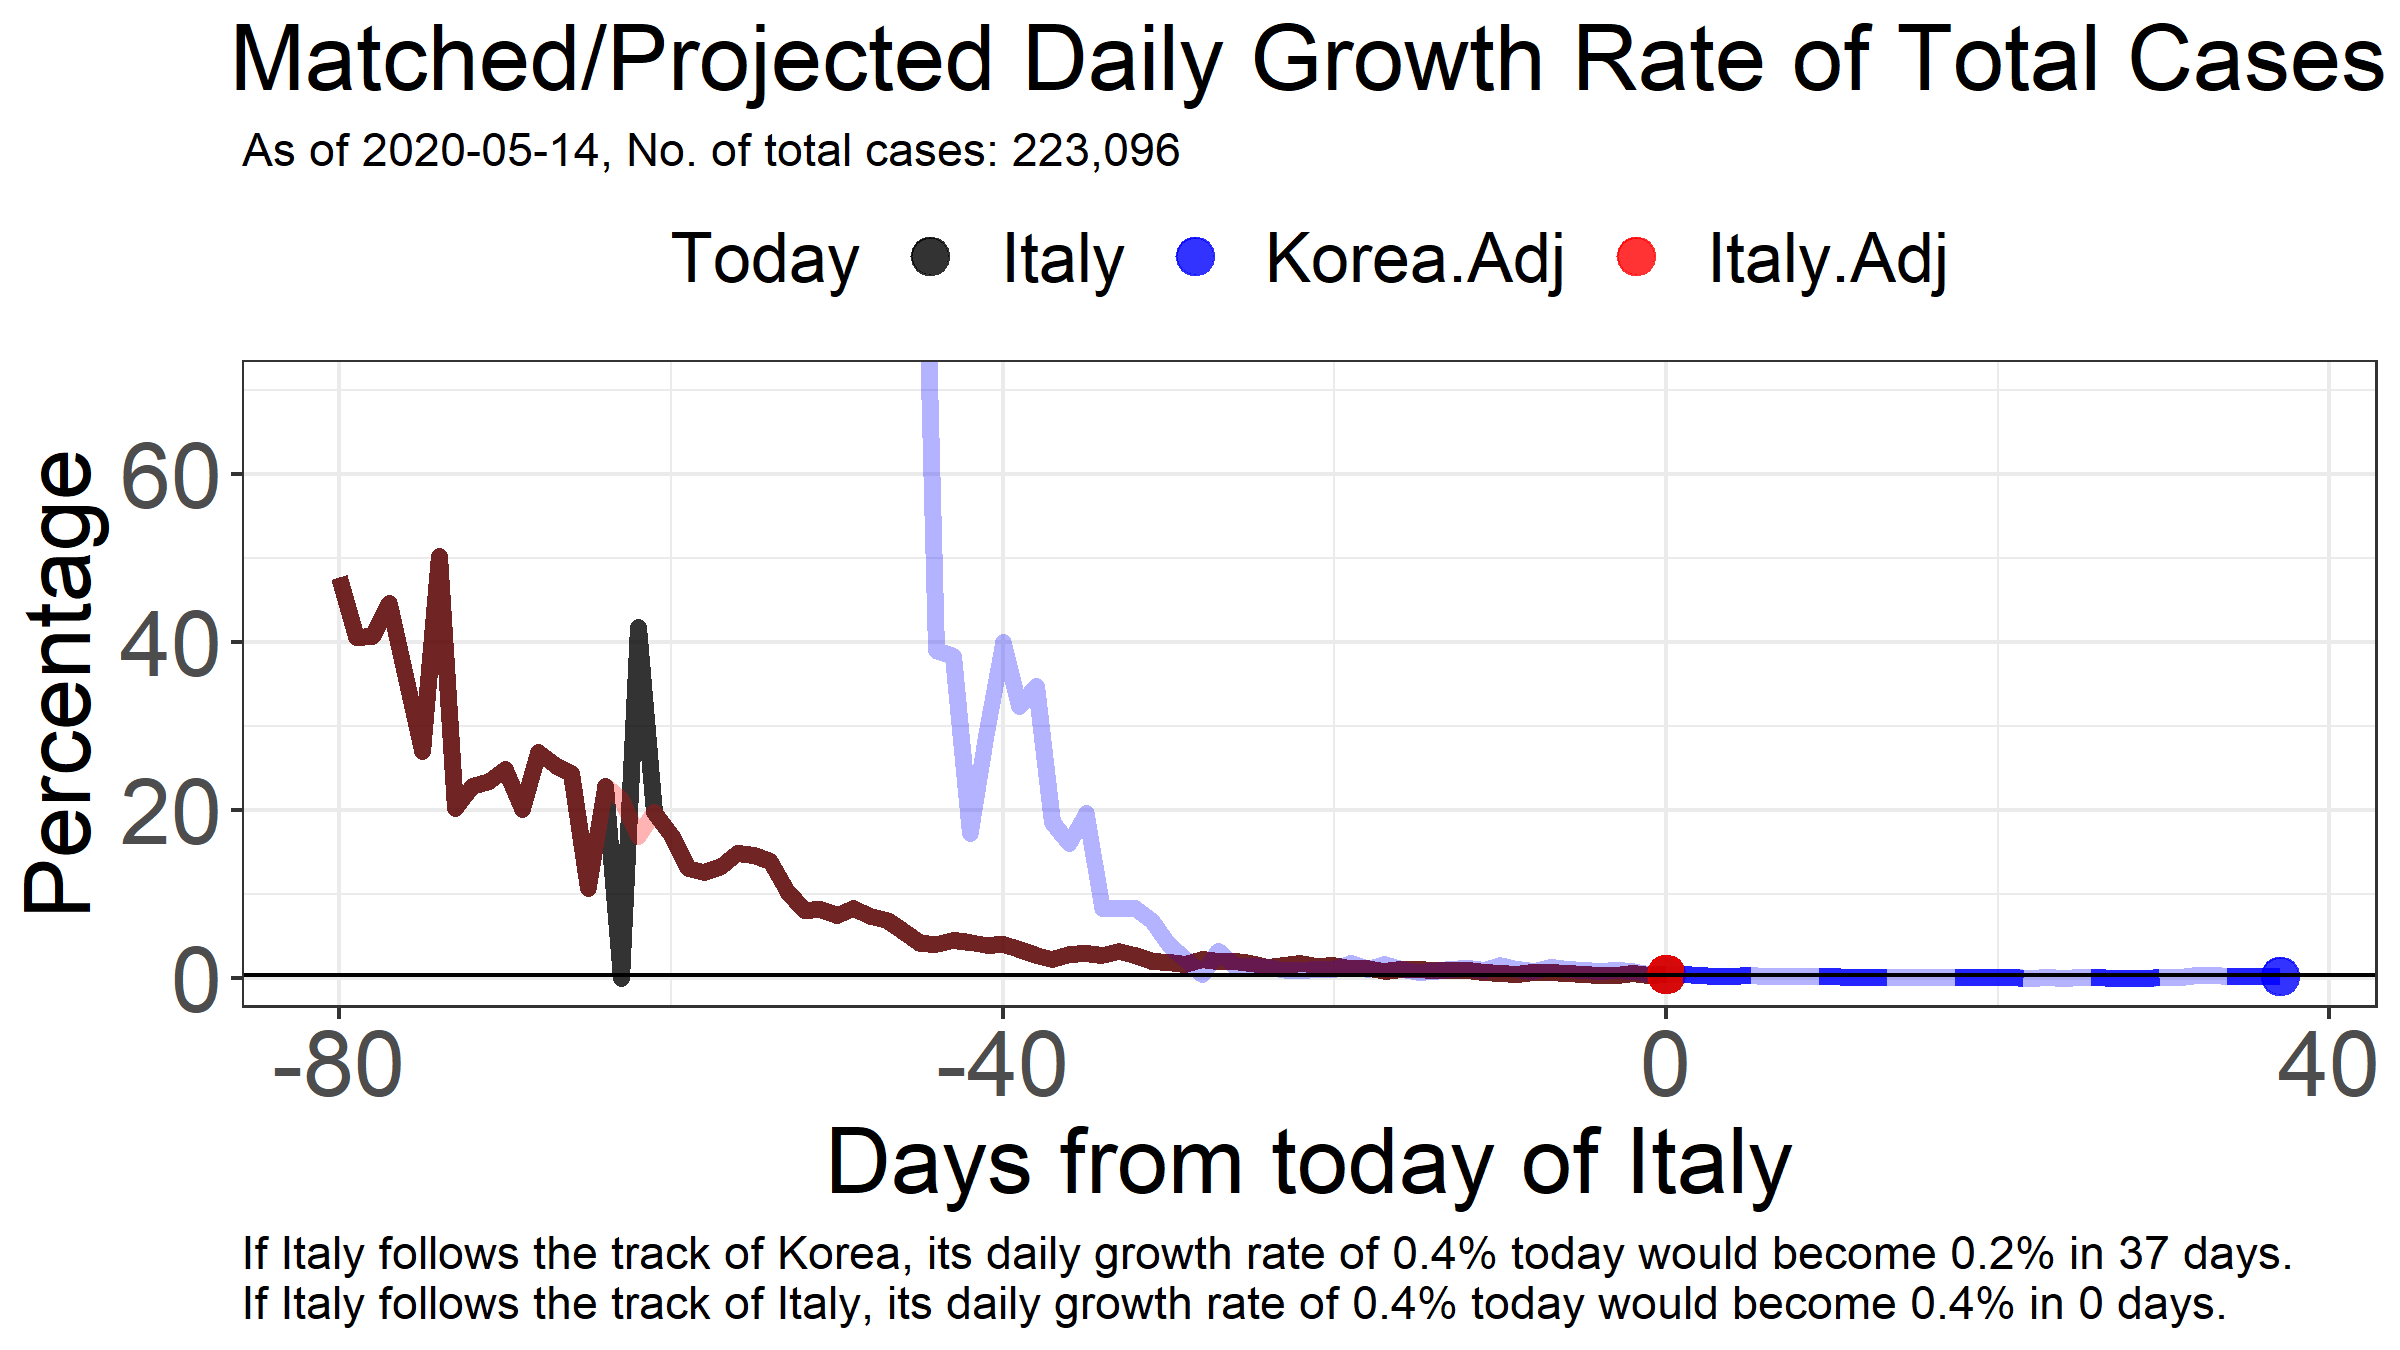 Matched/Projected Daily Growth Rate of Total Cases
As of 2020-05-14, No. of total cases: 223,096
Today Italy Korea.Adj Italy.Adj
Percentage
60
40
20
0
-80 -40 0 40
Days from today of Italy
If Italy follows the track of Korea, its daily growth rate of 0.4% today would become 0.2% in 37 days.
If Italy follows the track of Italy, its daily growth rate of 0.4% today would become 0.4% in 0 days.